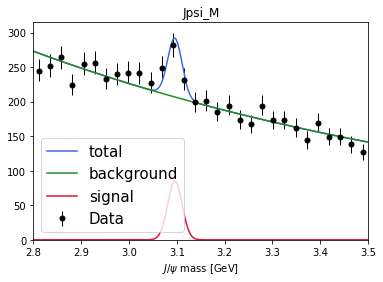 Jpsi_M
300
250
200
150
100
50
0
total
background
signal
Data
2.8 2.9 3.0 3.1 3.2 3.3 3.4 3.5
J/ψ mass [GeV]